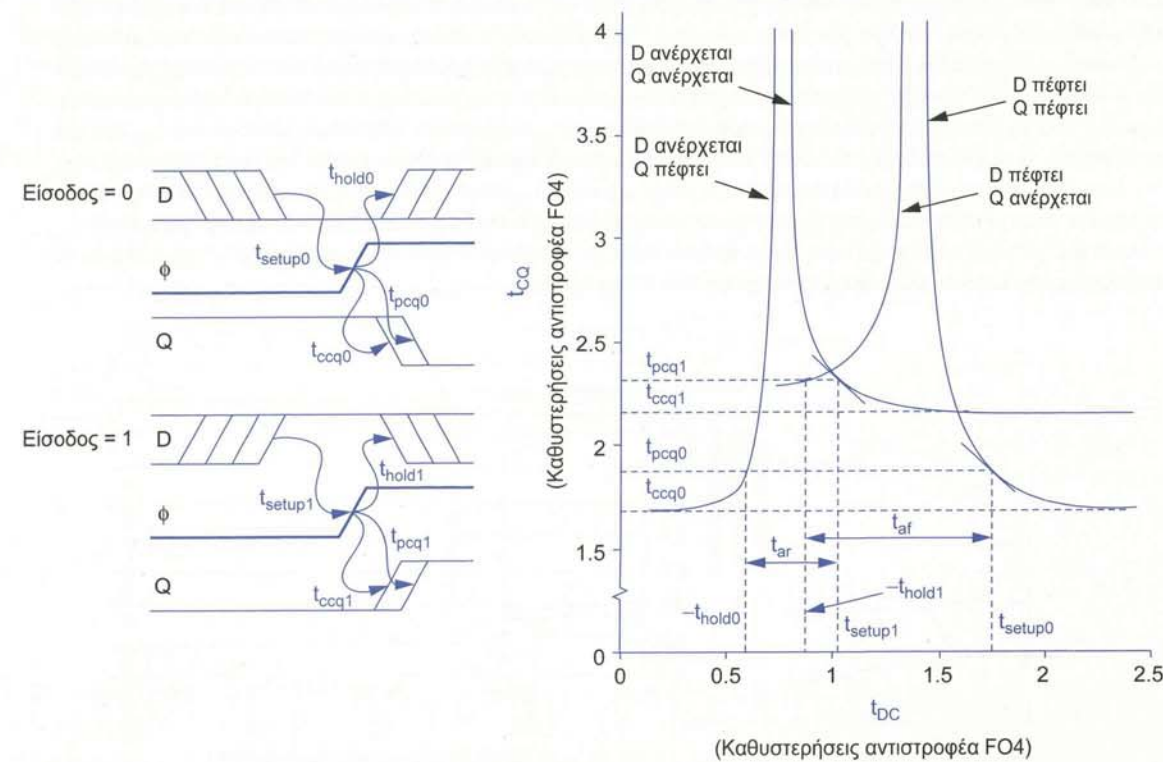 Είσοδος = 0
D
t_hold0
t_setup0
ϕ
t_pcq0
Q
t_ccq0
Είσοδος = 1
D
t_hold1
t_setup1
ϕ
t_pcq1
Q
t_ccq1
t_CQ
(Καθυστερήσεις αντιστροφέα FO4)
4
3.5
3
2.5
2
1.5
0
t_pcq1
t_ccq1
t_pcq0
t_ccq0
D ανέρχεται
Q ανέρχεται
D ανέρχεται
Q πέφτει
D πέφτει
Q πέφτει
D πέφτει
Q ανέρχεται
t_af
t_ar
–t_hold1
–t_hold0
t_setup1
t_setup0
0
0.5
1
1.5
2
2.5
t_DC
(Καθυστερήσεις αντιστροφέα FO4)